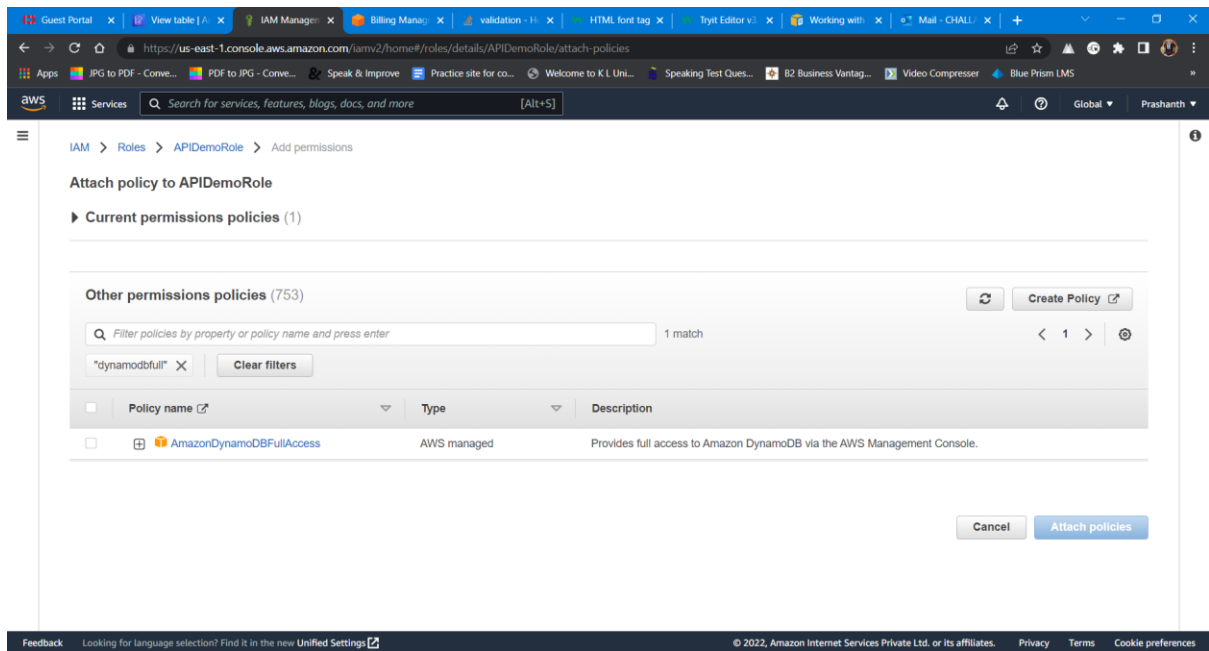 Guest Portal View table | A IAM Managem Billing Manag validation - H HTML font tag Tryit Editor v3. Working with Mail - CHALL
https://us-east-1.console.aws.amazon.com/iamv2/home#/roles/details/APIDemoRole/attach-policies
Apps JPG to PDF - Conve... PDF to JPG - Conve... Speak & Improve Practice site for co... Welcome to K L Uni... Speaking Test Ques... B2 Business Vantag... Video Compresser Blue Prism LMS »
aws Services Search for services, features, blogs, docs, and more [Alt+S] Global Prashanth
IAM > Roles > APIDemoRole > Add permissions
Attach policy to APIDemoRole
Current permissions policies (1)
Other permissions policies (753) Create Policy
Filter policies by property or policy name and press enter 1 match < 1 >
"dynamodbfull" Clear filters
Policy name Type Description
AmazonDynamoDBFullAccess AWS managed Provides full access to Amazon DynamoDB via the AWS Management Console.
Cancel Attach policies
Feedback Looking for language selection? Find it in the new Unified Settings © 2022, Amazon Internet Services Private Ltd. or its affiliates. Privacy Terms Cookie preferences